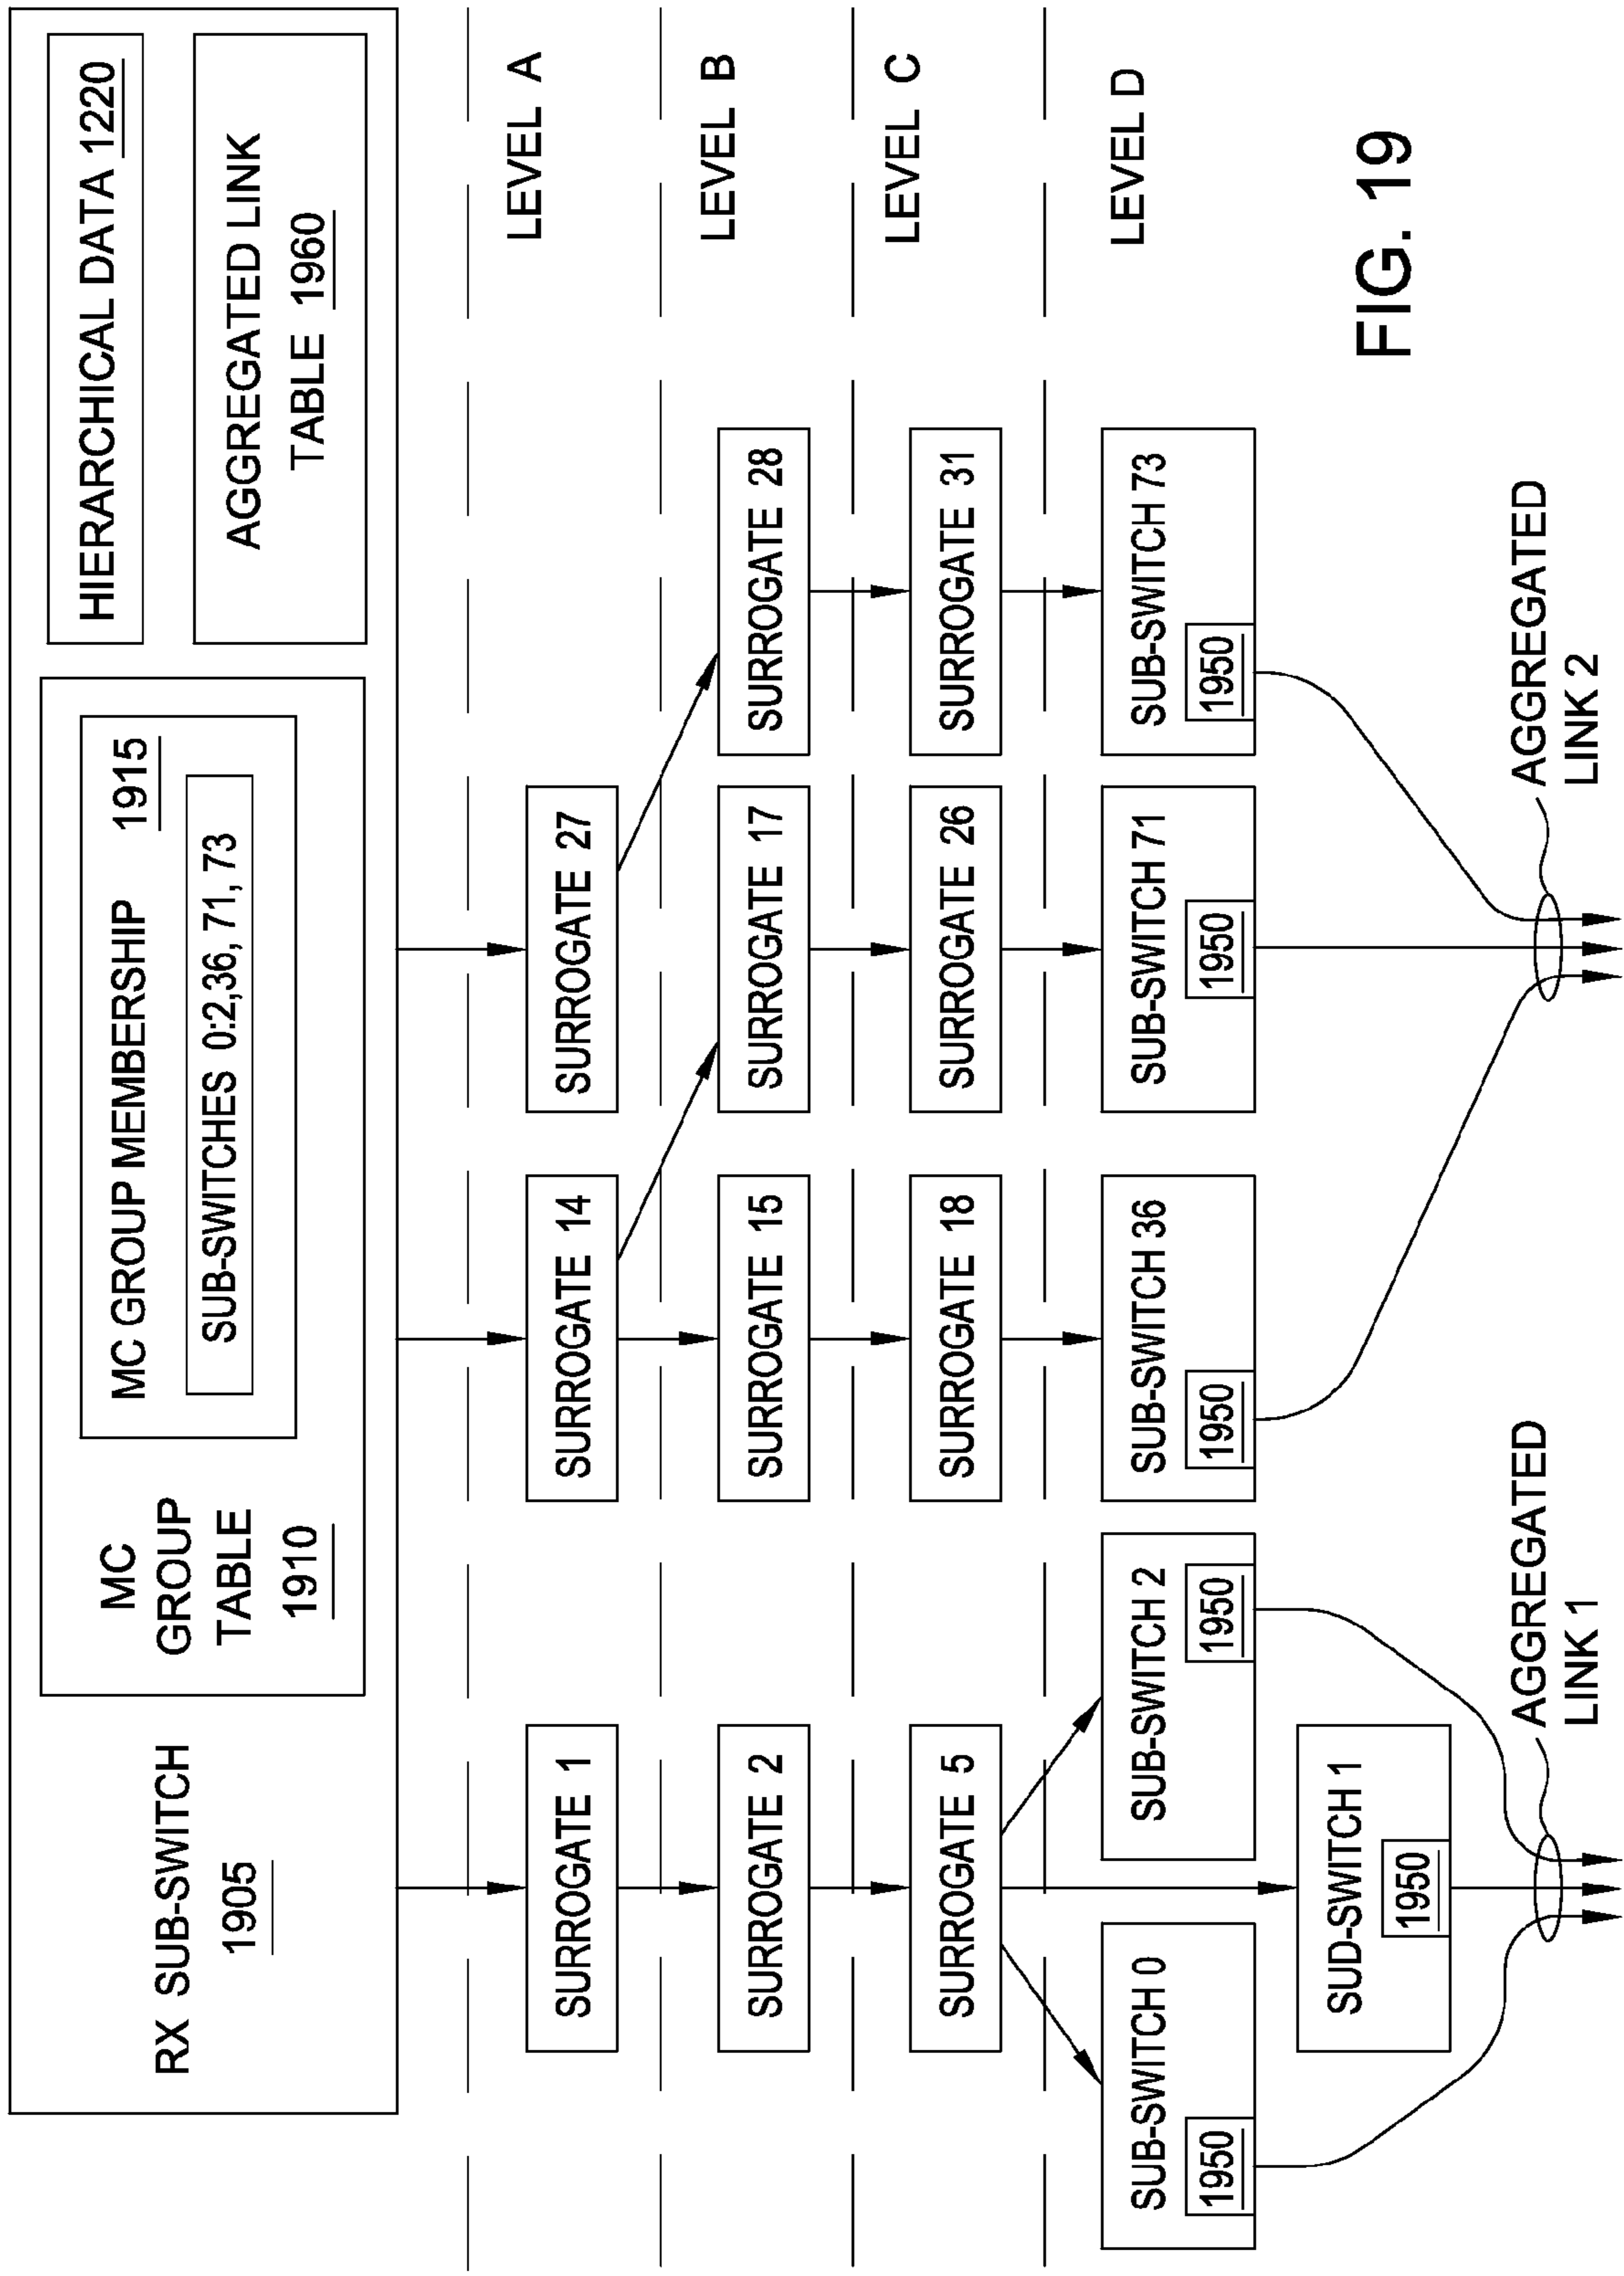 RX SUB-SWITCH
1905
MC
GROUP
TABLE
1910
MC GROUP MEMBERSHIP 1915
SUB-SWITCHES 0:2,36, 71, 73
HIERARCHICAL DATA 1220
AGGREGATED LINK
TABLE 1960
LEVEL A
SURROGATE 1
SURROGATE 14
SURROGATE 27
LEVEL B
SURROGATE 2
SURROGATE 15
SURROGATE 17
SURROGATE 28
LEVEL C
SURROGATE 5
SURROGATE 18
SURROGATE 26
SURROGATE 31
LEVEL D
SUB-SWITCH 0
1950
SUB-SWITCH 2
1950
SUB-SWITCH 36
1950
SUB-SWITCH 71
1950
SUB-SWITCH 73
1950
SUD-SWITCH 1
1950
AGGREGATED
LINK 1
AGGREGATED
LINK 2
FIG. 19